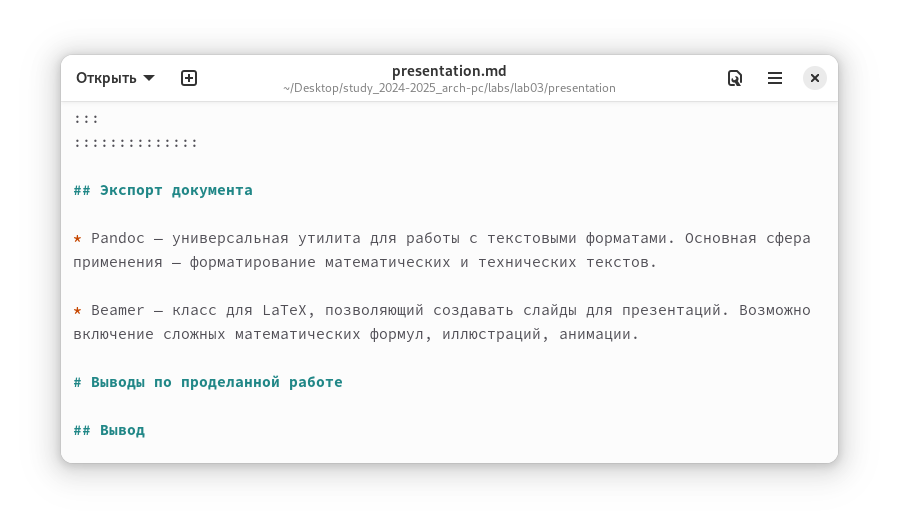 Открыть
presentation.md
~/Desktop/study_2024-2025_arch-pc/labs/lab03/presentation
:::
::::::::::::::
## Экспорт документа
* Pandoc — универсальная утилита для работы с текстовыми форматами. Основная сфера
применения — форматирование математических и технических текстов.
* Beamer — класс для LaTeX, позволяющий создавать слайды для презентаций. Возможно
включение сложных математических формул, иллюстраций, анимации.
# Выводы по проделанной работе
## Вывод